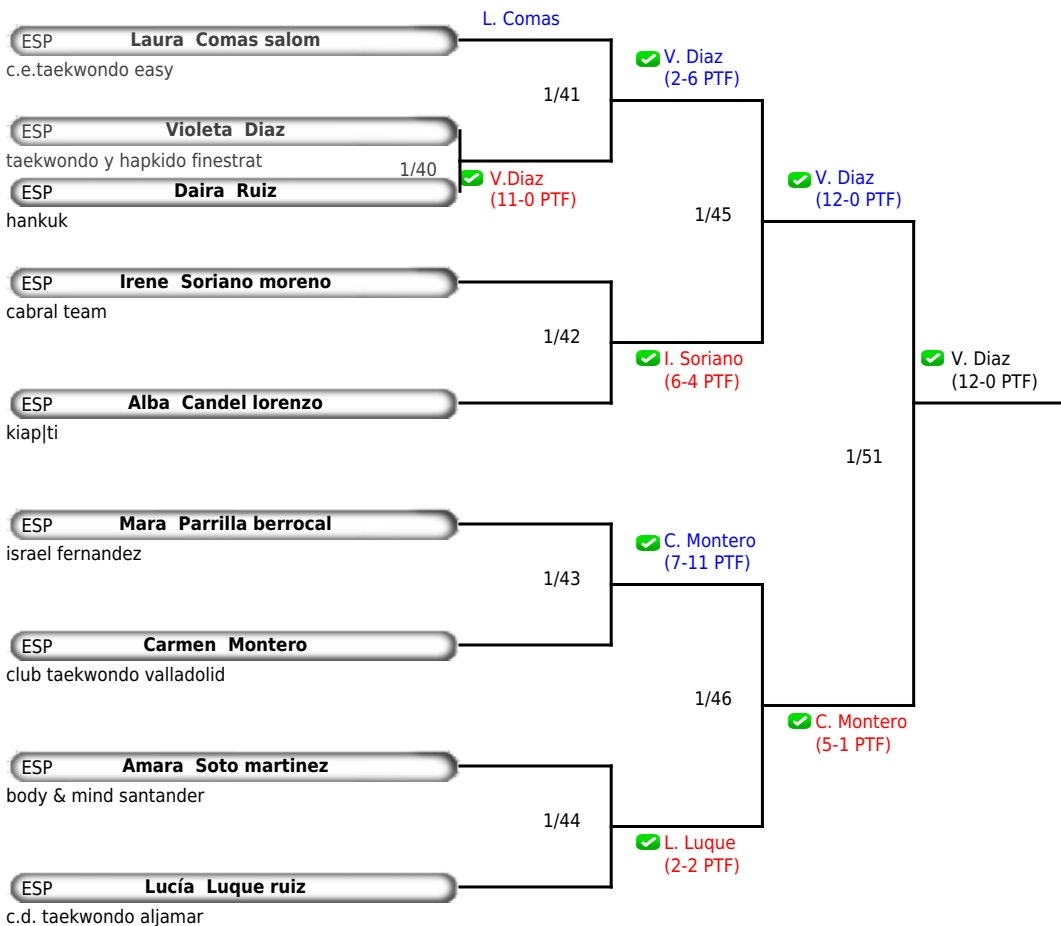 L. Comas
ESP Laura Comas salom
c.e.taekwondo easy
V. Diaz
(2-6 PTF)
1/41
ESP Violeta Diaz
taekwondo y hapkido finestrat
1/40
V.Diaz
(11-0 PTF)
ESP Daira Ruiz
hankuk
V. Diaz
(12-0 PTF)
1/45
ESP Irene Soriano moreno
cabral team
1/42
I. Soriano
(6-4 PTF)
V. Diaz
(12-0 PTF)
ESP Alba Candel lorenzo
kiap|ti
1/51
ESP Mara Parrilla berrocal
israel fernandez
C. Montero
(7-11 PTF)
1/43
ESP Carmen Montero
club taekwondo valladolid
1/46
C. Montero
(5-1 PTF)
ESP Amara Soto martinez
body & mind santander
1/44
L. Luque
(2-2 PTF)
ESP Lucía Luque ruiz
c.d. taekwondo aljamar